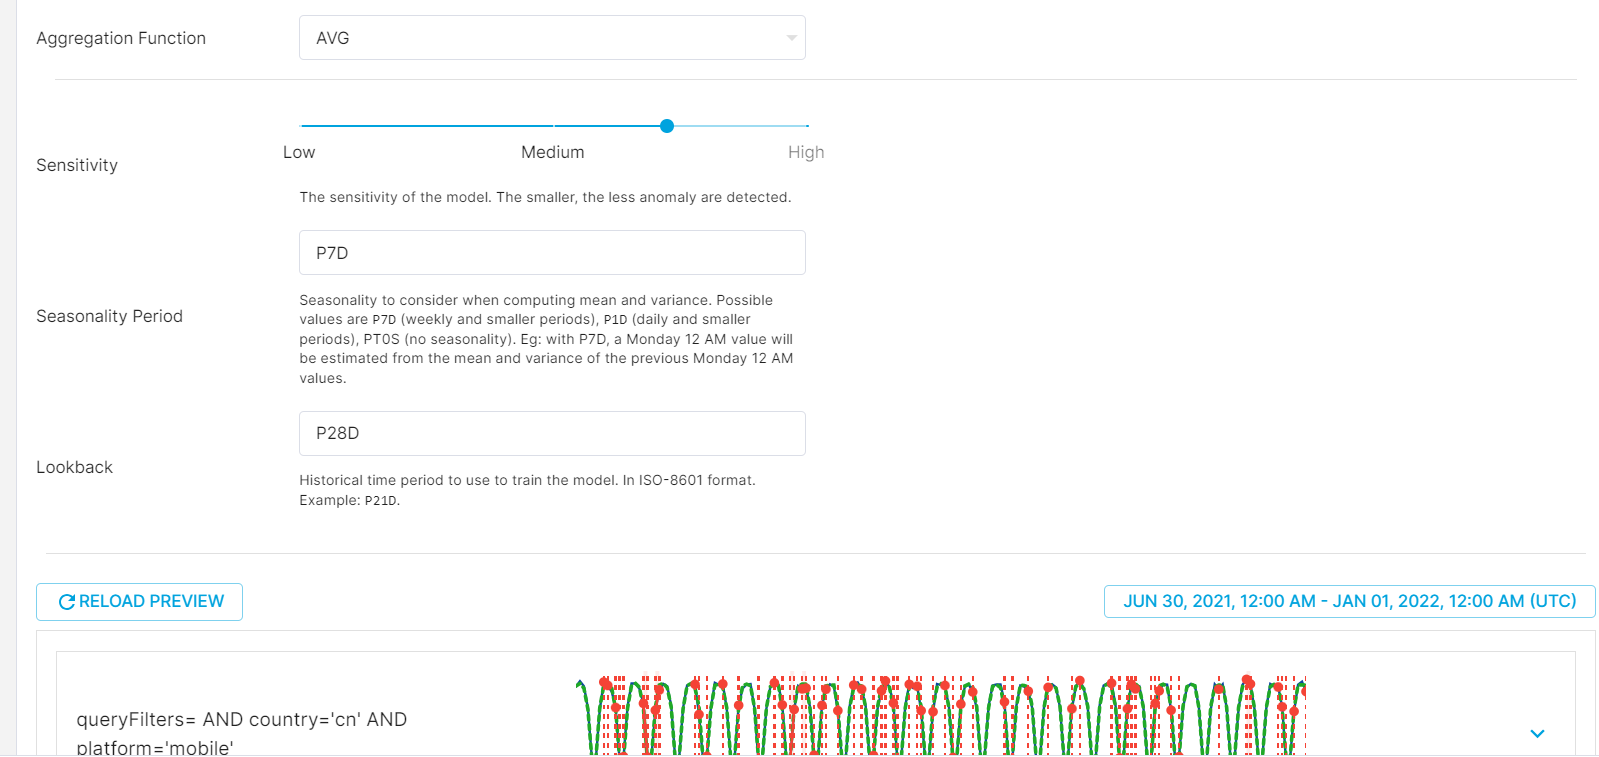 Aggregation Function
AVG
Sensitivity
Low
Medium
High
The sensitivity of the model. The smaller, the less anomaly are detected.
Seasonality Period
P7D
Seasonality to consider when computing mean and variance. Possible
values are P7D (weekly and smaller periods), P1D (daily and smaller
periods), PT0S (no seasonality). Eg: with P7D, a Monday 12 AM value will
be estimated from the mean and variance of the previous Monday 12 AM
values.
Lookback
P28D
Historical time period to use to train the model. In ISO-8601 format.
Example: P21D.
RELOAD PREVIEW
JUN 30, 2021, 12:00 AM - JAN 01, 2022, 12:00 AM (UTC)
queryFilters= AND country='cn' AND
platform='mobile'